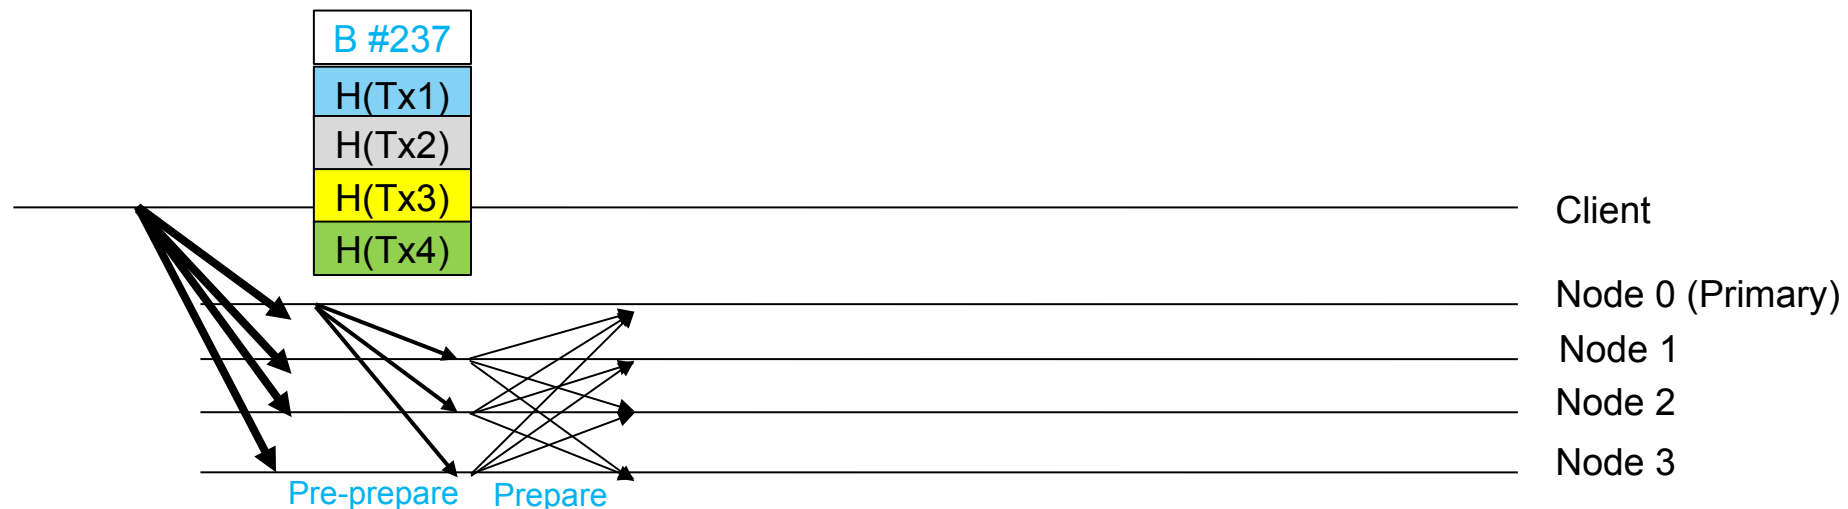 B #237
H(Tx1)
H(Tx2)
H(Tx3)
H(Tx4)
Client
Node 0 (Primary)
Node 1
Node 2
Node 3
Pre-prepare
Prepare